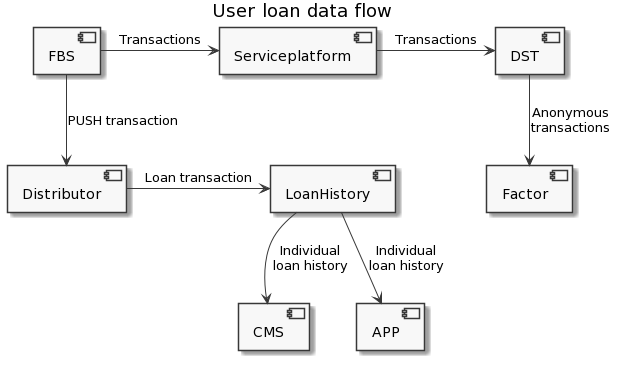 User loan data flow
FBS
Transactions
Serviceplatform
Transactions
DST
PUSH transaction
Anonymous
transactions
Distributor
Loan transaction
LoanHistory
Factor
Individual
loan history
Individual
loan history
CMS
APP